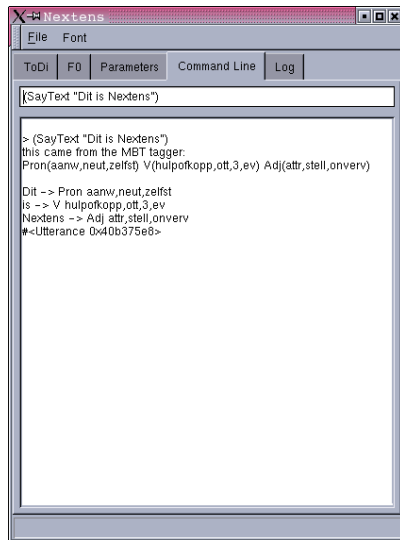 Nextens
File Font
ToDi F0 Parameters Command Line Log
(SayText "Dit is Nextens")
> (SayText "Dit is Nextens")
this came from the MBT tagger:
Pron(aanw,neut,zelfst) V(hulpofkopp,ott,3,ev) Adj(attr,stell,onverv)
Dit -> Pron aanw,neut,zelfst
is -> V hulpofkopp,ott,3,ev
Nextens -> Adj attr,stell,onverv
#<Utterance 0x40b375e8>